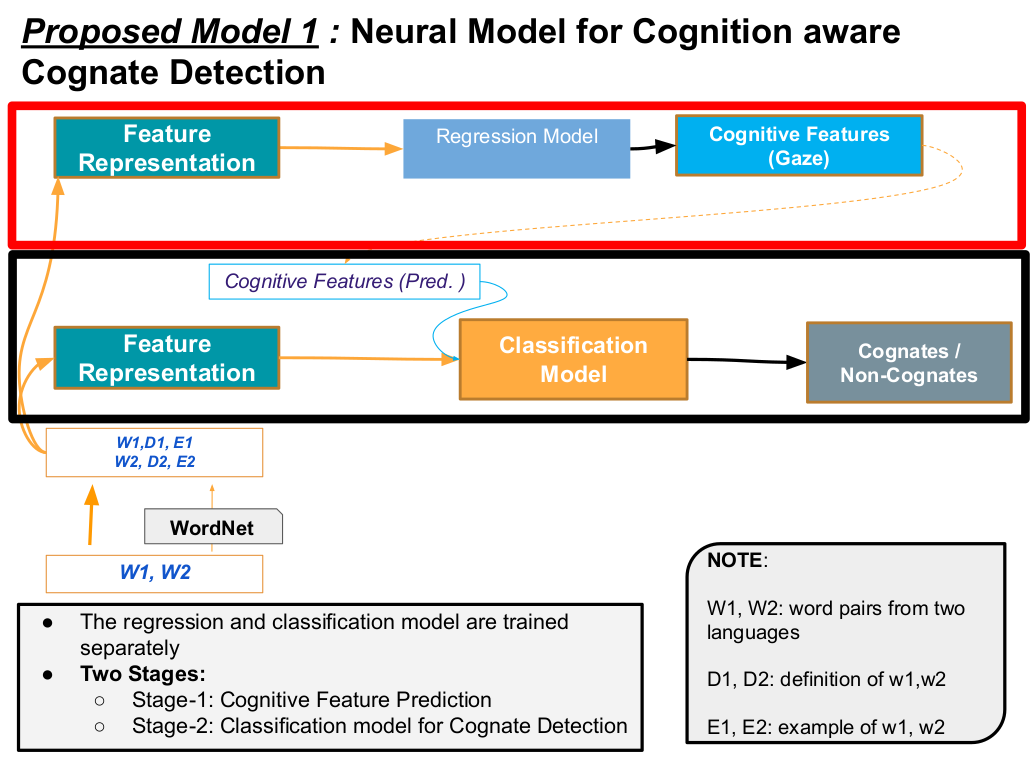 Proposed Model 1 : Neural Model for Cognition aware
Cognate Detection
Feature
Representation
Regression Model
Cognitive Features
(Gaze)
Cognitive Features (Pred. )
Feature
Representation
Classification
Model
Cognates /
Non-Cognates
W1,D1, E1
W2, D2, E2
WordNet
W1, W2
● The regression and classification model are trained
separately
● Two Stages:
○ Stage-1: Cognitive Feature Prediction
○ Stage-2: Classification model for Cognate Detection
NOTE:
W1, W2: word pairs from two
languages
D1, D2: definition of w1,w2
E1, E2: example of w1, w2